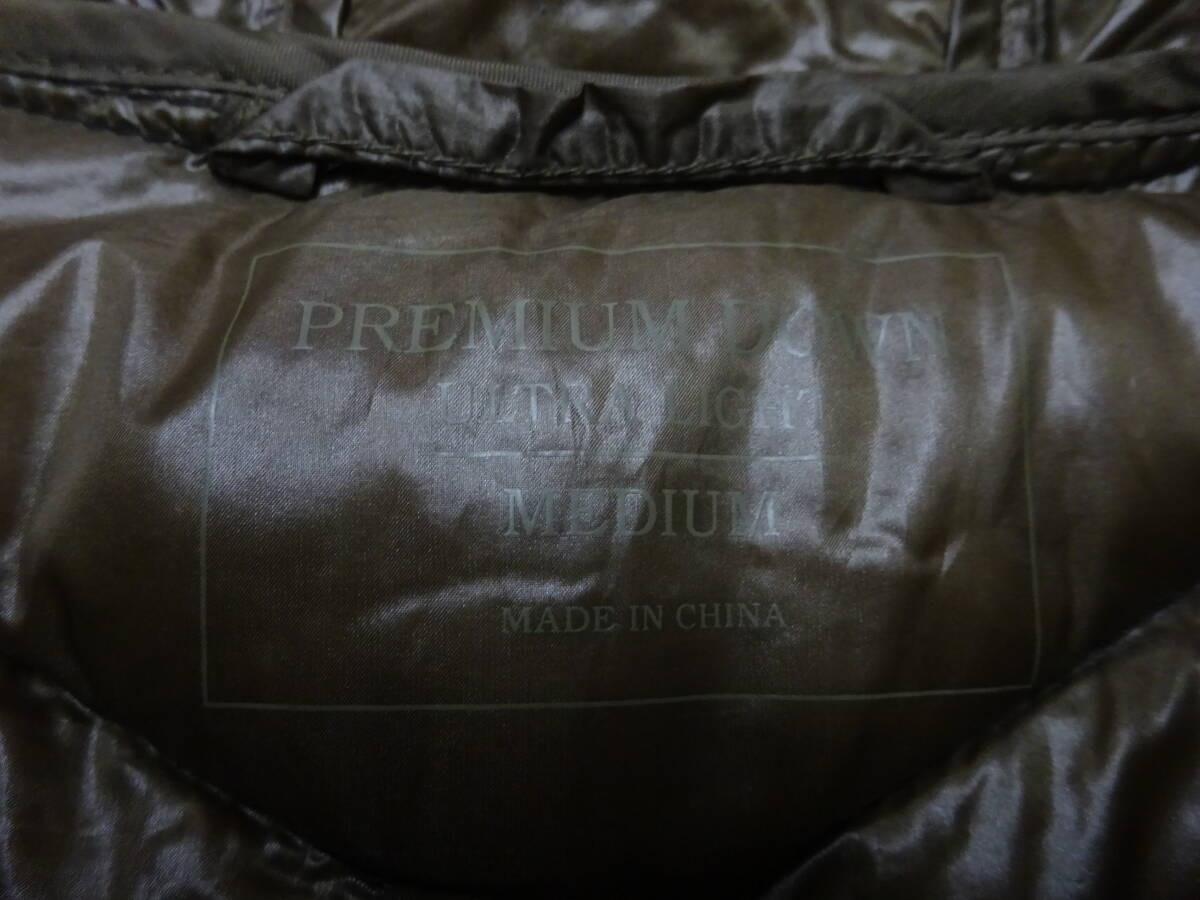 PREMIUM DOWN
ULTRA LIGHT
MEDIUM
MADE IN CHINA